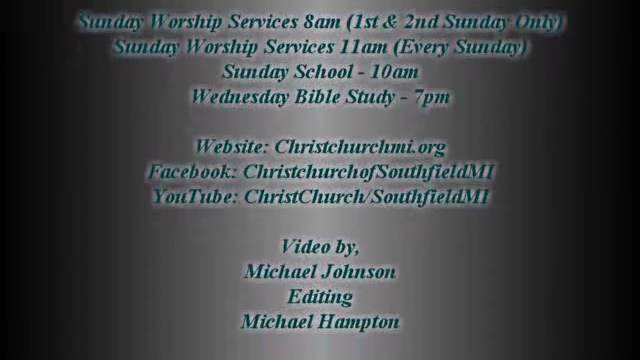 Sunday Worship Services 8am (1st & 2nd Sunday Only)
Sunday Worship Services 11am (Every Sunday)
Sunday School - 10am
Wednesday Bible Study - 7pm
Website: Christchurchmi.org
Facebook: ChristchurchofSouthfieldMI
YouTube: ChristChurch/SouthfieldMI
Video by,
Michael Johnson
Editing
Michael Hampton